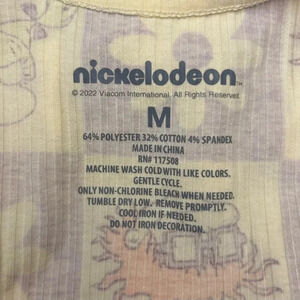 nickelodeon
© 2022 Viacom International. All Rights Reserved.
M
64% POLYESTER 32% COTTON 4% SPANDEX
MADE IN CHINA
RN# 117508
MACHINE WASH COLD WITH LIKE COLORS.
GENTLE CYCLE.
ONLY NON-CHLORINE BLEACH WHEN NEEDED.
TUMBLE DRY LOW. REMOVE PROMPTLY.
COOL IRON IF NEEDED.
DO NOT IRON DECORATION.